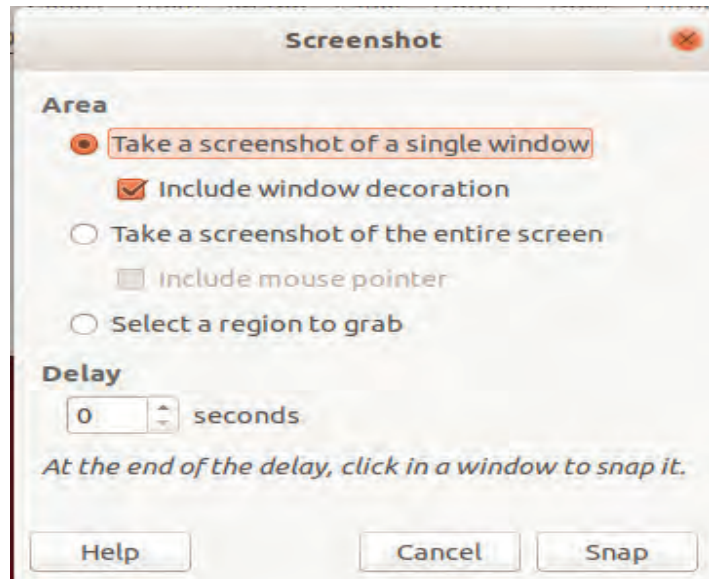 Screenshot
Area
Take a screenshot of a single window
Include window decoration
Take a screenshot of the entire screen
Include mouse pointer
Select a region to grab
Delay
0 seconds
At the end of the delay, click in a window to snap it.
Help Cancel Snap